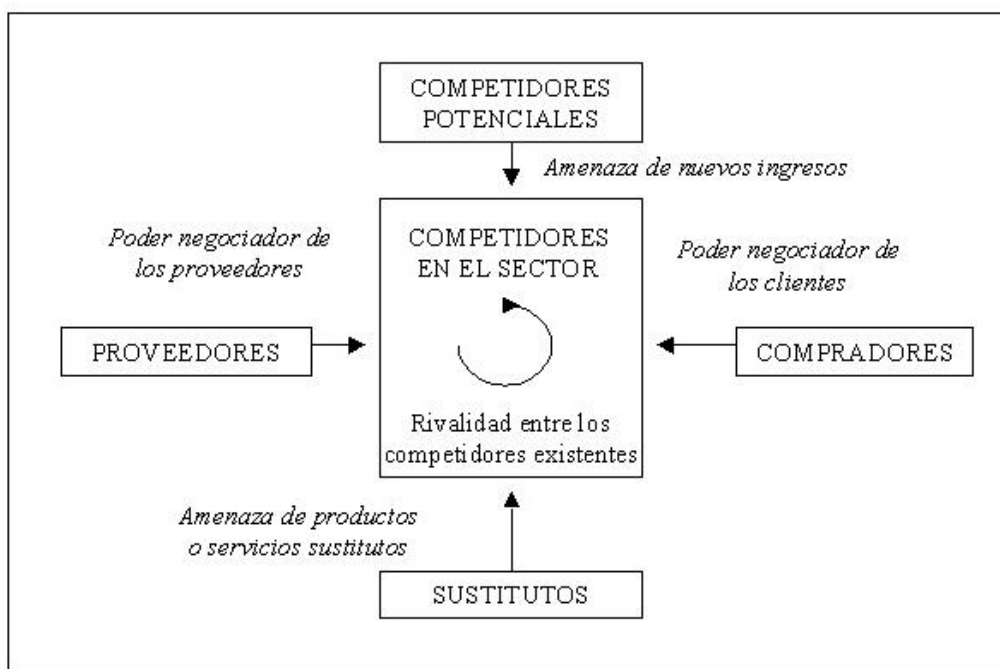 COMPETIDORES
POTENCIALES
Amenaza de nuevos ingresos
Poder negociador de
los proveedores
COMPETIDORES
EN EL SECTOR
Poder negociador de
los clientes
PROVEEDORES
COMPRADORES
Rivalidad entre los
competidores existentes
Amenaza de productos
o servicios sustitutos
SUSTITUTOS